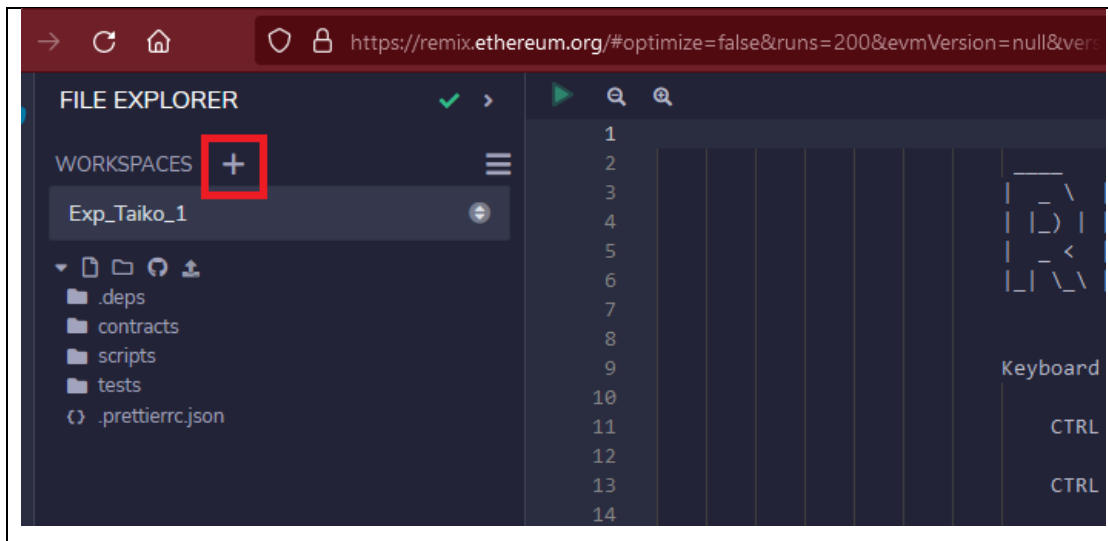 https://remix.ethereum.org/#optimize=false&runs=200&evmVersion=null&vers
FILE EXPLORER
WORKSPACES
Exp_Taiko_1
.deps
contracts
scripts
tests
.prettierrc.json
1
2 ____
3 | _ \ |
4 | |_) | |
5 | _ < |
6 |_| \_\ |
7
8
9 Keyboard
10
11 CTRL
12
13 CTRL
14